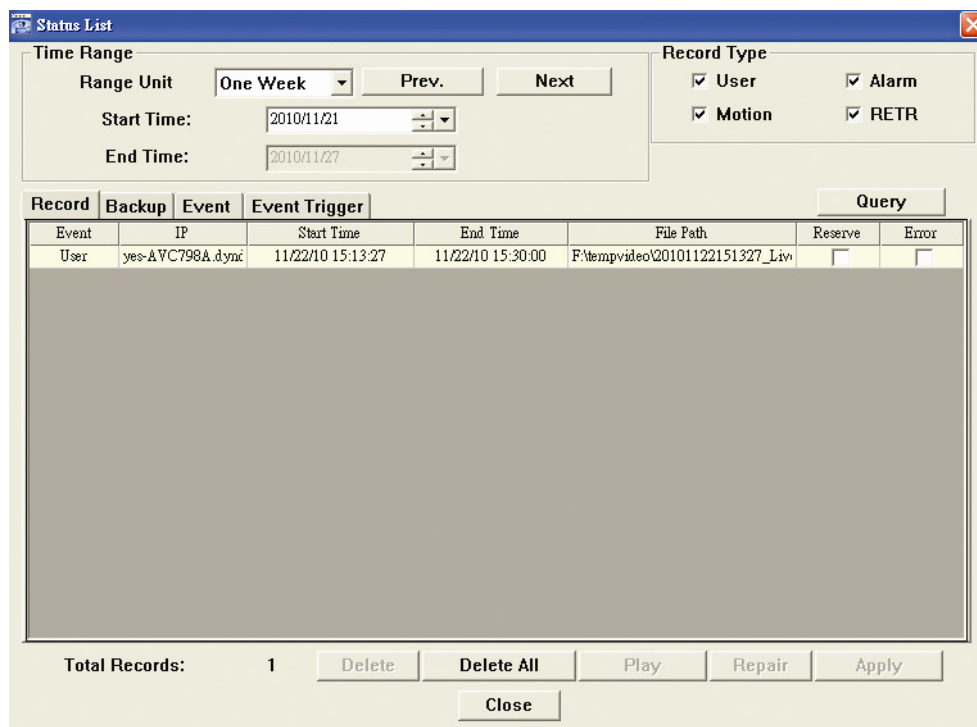 Status List
Time Range
Record Type
Range Unit One Week Prev. Next
User Alarm
Start Time: 2010/11/21
Motion RETR
End Time: 2010/11/27
Record Backup Event Event Trigger Query
Event IP Start Time End Time File Path Reserve Error
User yes-AVC798A.dyn 11/22/10 15:13:27 11/22/10 15:30:00 F:\tempvideo\20101122151327_Liv
Total Records: 1 Delete Delete All Play Repair Apply
Close